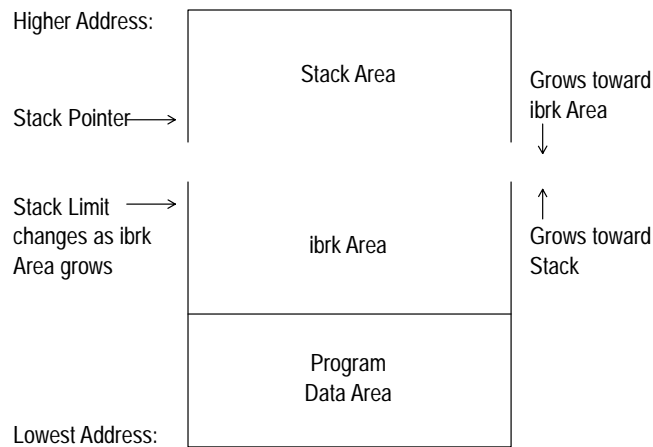 Higher Address:
Stack Area
Grows toward
ibrk Area
Stack Pointer
Stack Limit
changes as ibrk
Area grows
ibrk Area
Grows toward
Stack
Program
Data Area
Lowest Address: